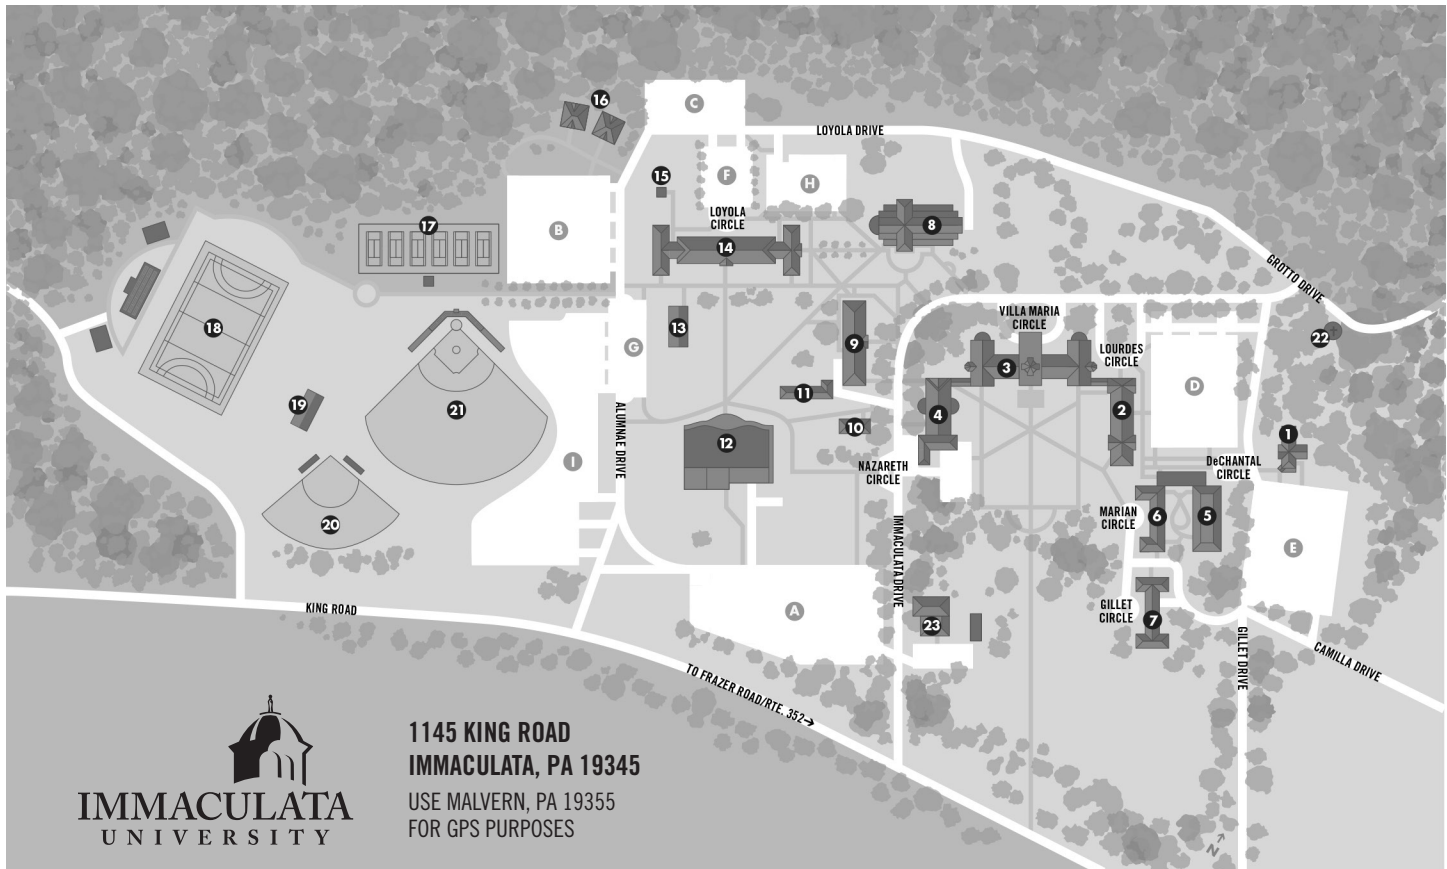 16
C
LOYOLA DRIVE
15
F
H
17
B
LOYOLA
CIRCLE
8
14
GROTTO DRIVE
18
13
G
9
VILLA MARIA
CIRCLE
22
LOURDES
CIRCLE
3
D
11
19
21
ALUMNAE DRIVE
4
2
10
12
1
I
NAZARETH
CIRCLE
DeCHANTAL
CIRCLE
20
MARIAN
CIRCLE
6
5
E
IMMACULATA DRIVE
KING ROAD
A
23
GILLET
CIRCLE
7
GILLET DRIVE
CAMILLA DRIVE
TO FRAZER ROAD/RTE. 352→
IMMACULATA
UNIVERSITY
1145 KING ROAD
IMMACULATA, PA 19345
USE MALVERN, PA 19355
FOR GPS PURPOSES
N